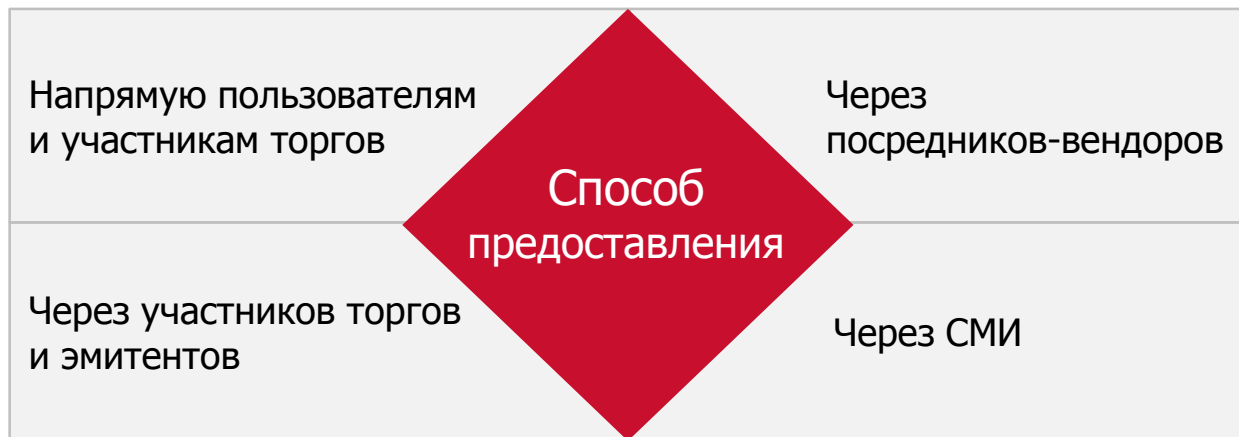 Напрямую пользователям
и участникам торгов
Через
посредников-вендоров
Способ
предоставления
Через участников торгов
и эмитентов
Через СМИ